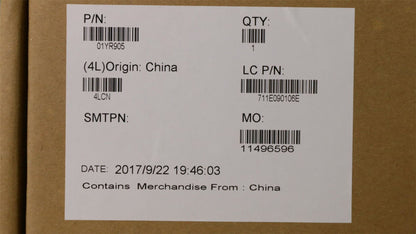 P/N: QTY:
01YR905 1
(4L)Origin: China LC P/N:
4LCN 711E090106E
SMTPN: MO:
11496596
DATE: 2017/9/22 19:46:03
Contains Merchandise From : China